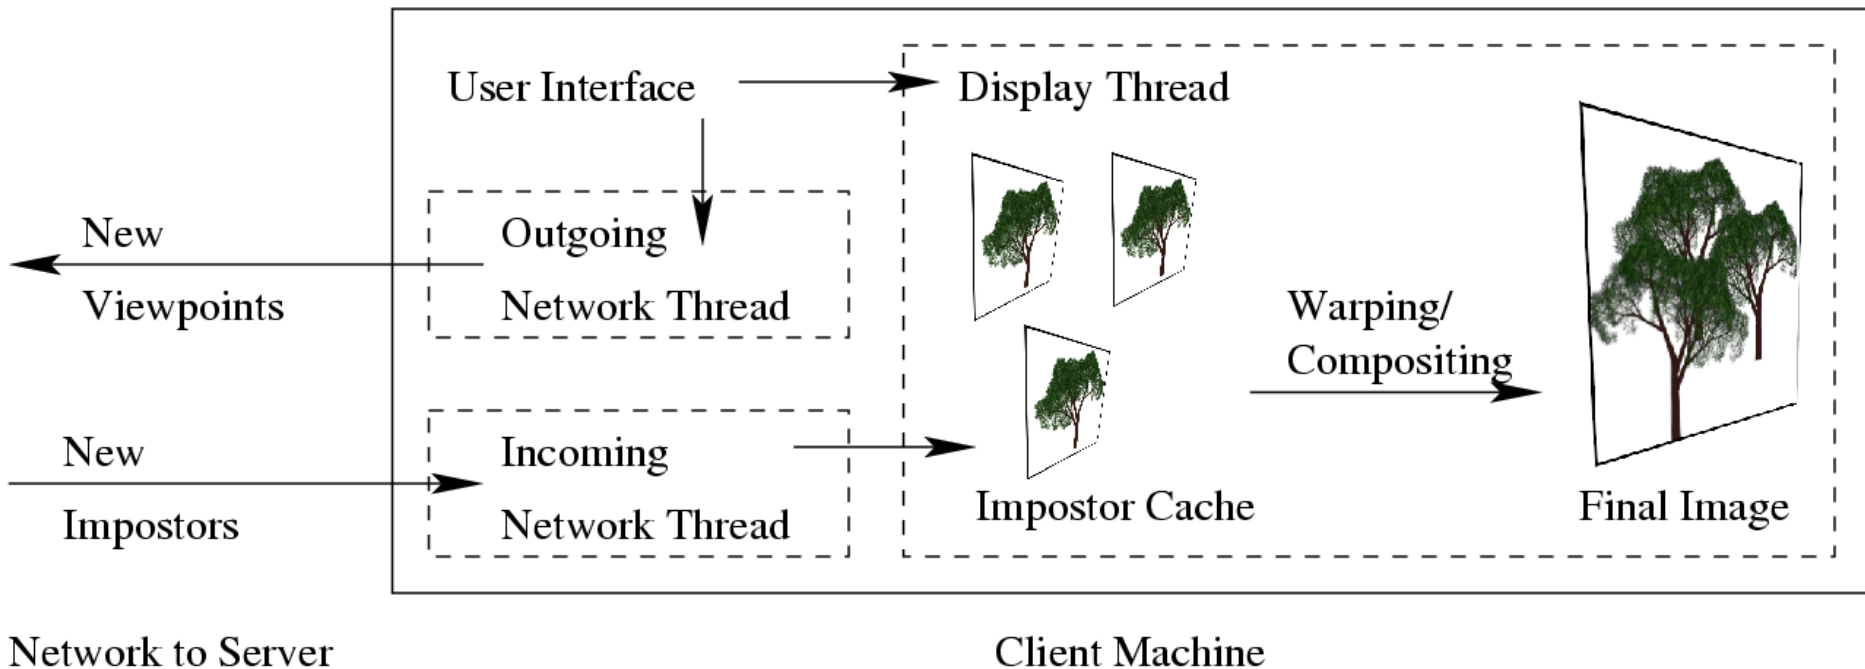 User Interface
Display Thread
New
Viewpoints
Outgoing
Network Thread
Warping/
Compositing
New
Impostors
Incoming
Network Thread
Impostor Cache
Final Image
Network to Server
Client Machine